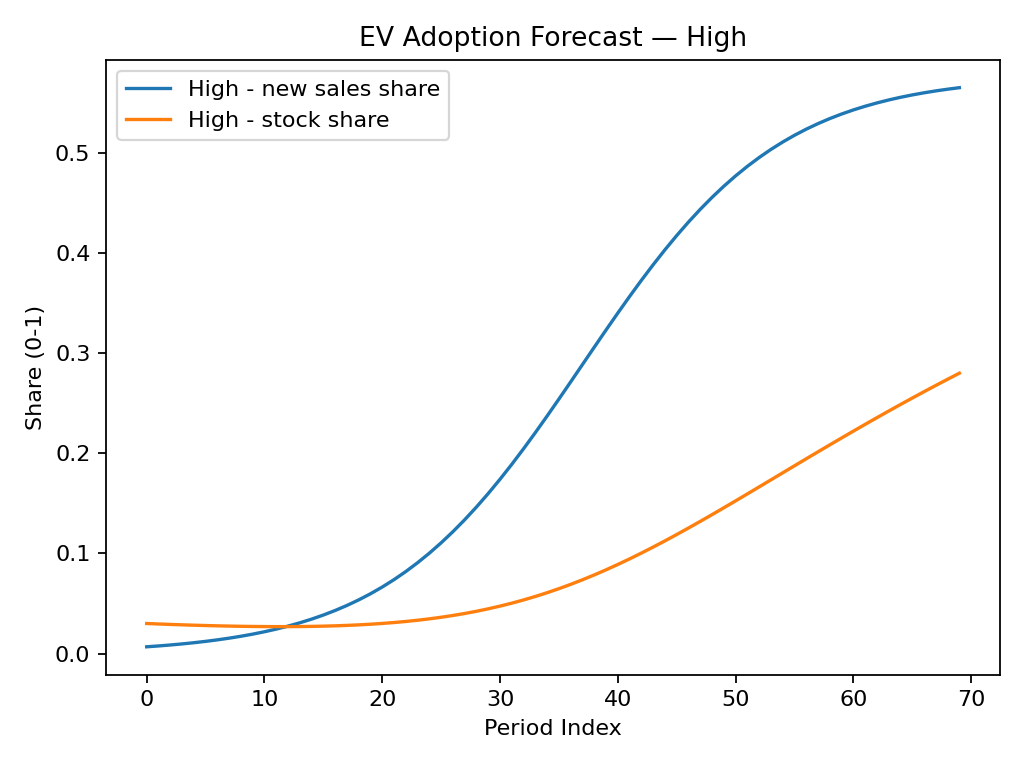 EV Adoption Forecast — High
High - new sales share
High - stock share
Share (0-1)
0.5
0.4
0.3
0.2
0.1
0.0
0 10 20 30 40 50 60 70
Period Index